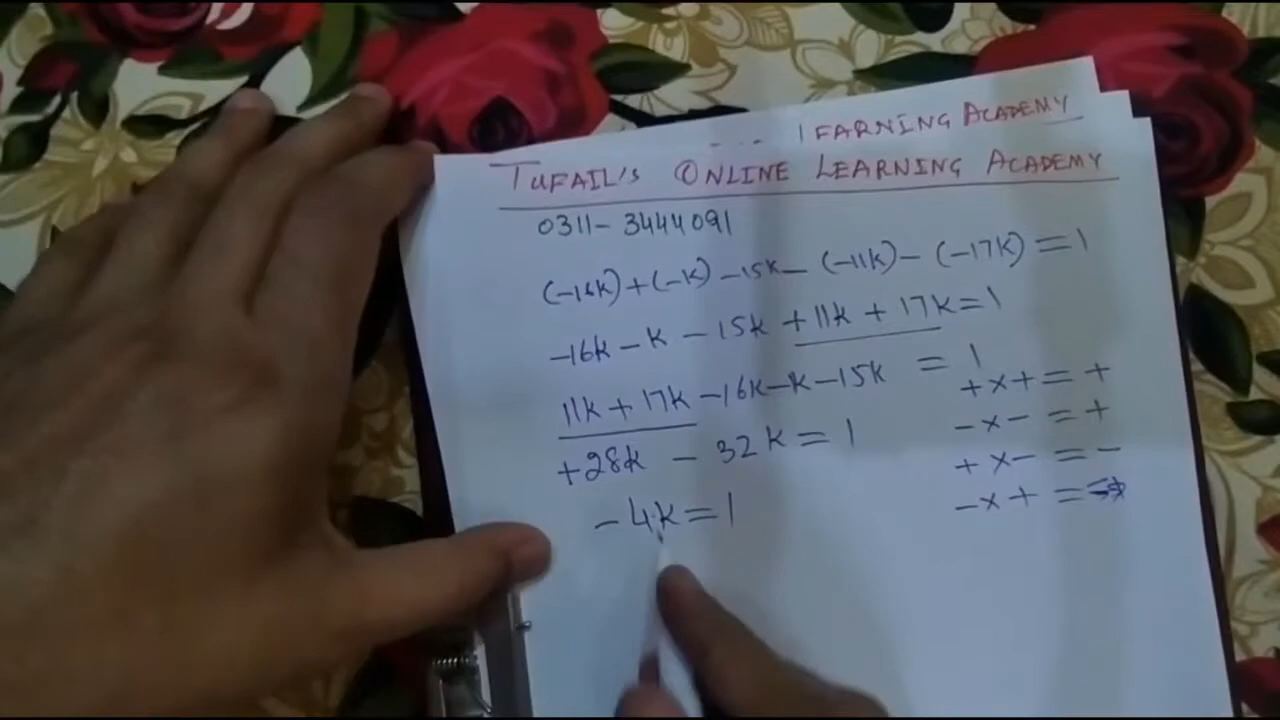 FARNING ACADEMY
TUFAIL'S ONLINE LEARNING ACADEMY
0311-3444091
(-16k)+(-k)-15k-(-11k)-(-17k)=1
-16k-k-15k+11k+17k=1
11k+17k-16k-k-15k=1
+28k-32k=1
-4k=1
+x+=+
-x-=+
+x-=-
-x+=-